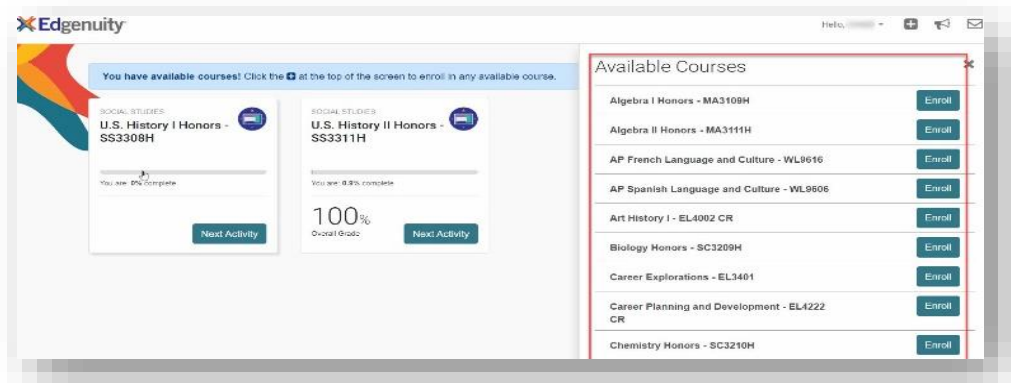 Edgenuity
Hello,
You have available courses! Click the + at the top of the screen to enroll in any available course.
SOCIAL STUDIES
U.S. History I Honors -
SS3308H
You are 0% complete
Next Activity
SOCIAL STUDIES
U.S. History II Honors -
SS3311H
You are 0.9% complete
100%
Overall Grade
Next Activity
Available Courses
Algebra I Honors - MA3109H Enroll
Algebra II Honors - MA3111H Enroll
AP French Language and Culture - WL9616 Enroll
AP Spanish Language and Culture - WL9606 Enroll
Art History I - EL4002 CR Enroll
Biology Honors - SC3209H Enroll
Career Explorations - EL3401 Enroll
Career Planning and Development - EL4222 Enroll
CR
Chemistry Honors - SC3210H Enroll